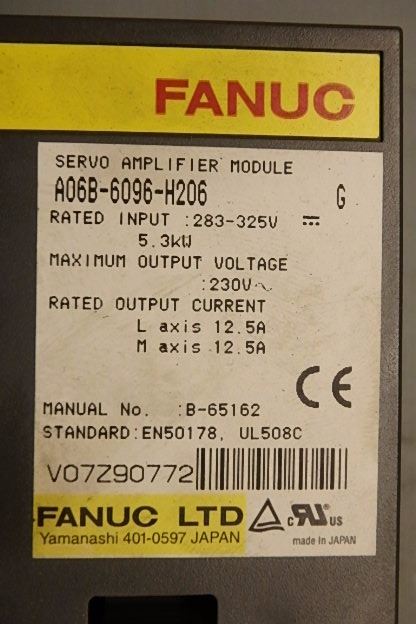 FANUC
SERVO AMPLIFIER MODULE
A06B-6096-H206 G
RATED INPUT :283-325V ⎓
5.3kW
MAXIMUM OUTPUT VOLTAGE
:230V~
RATED OUTPUT CURRENT
L axis 12.5A
M axis 12.5A
CE
MANUAL No. :B-65162
STANDARD:EN50178, UL508C
V07Z90772
FANUC LTD
Yamanashi 401-0597 JAPAN
c RU US
made in JAPAN